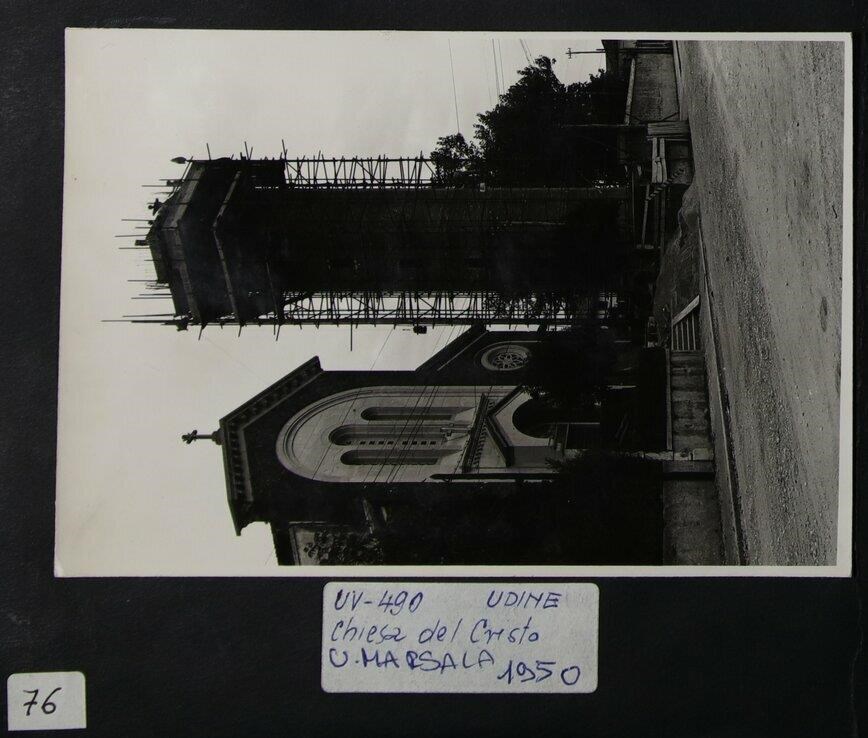 UV-490 UDINE
Chiesa del Cristo
V. MARSALA 1950
76